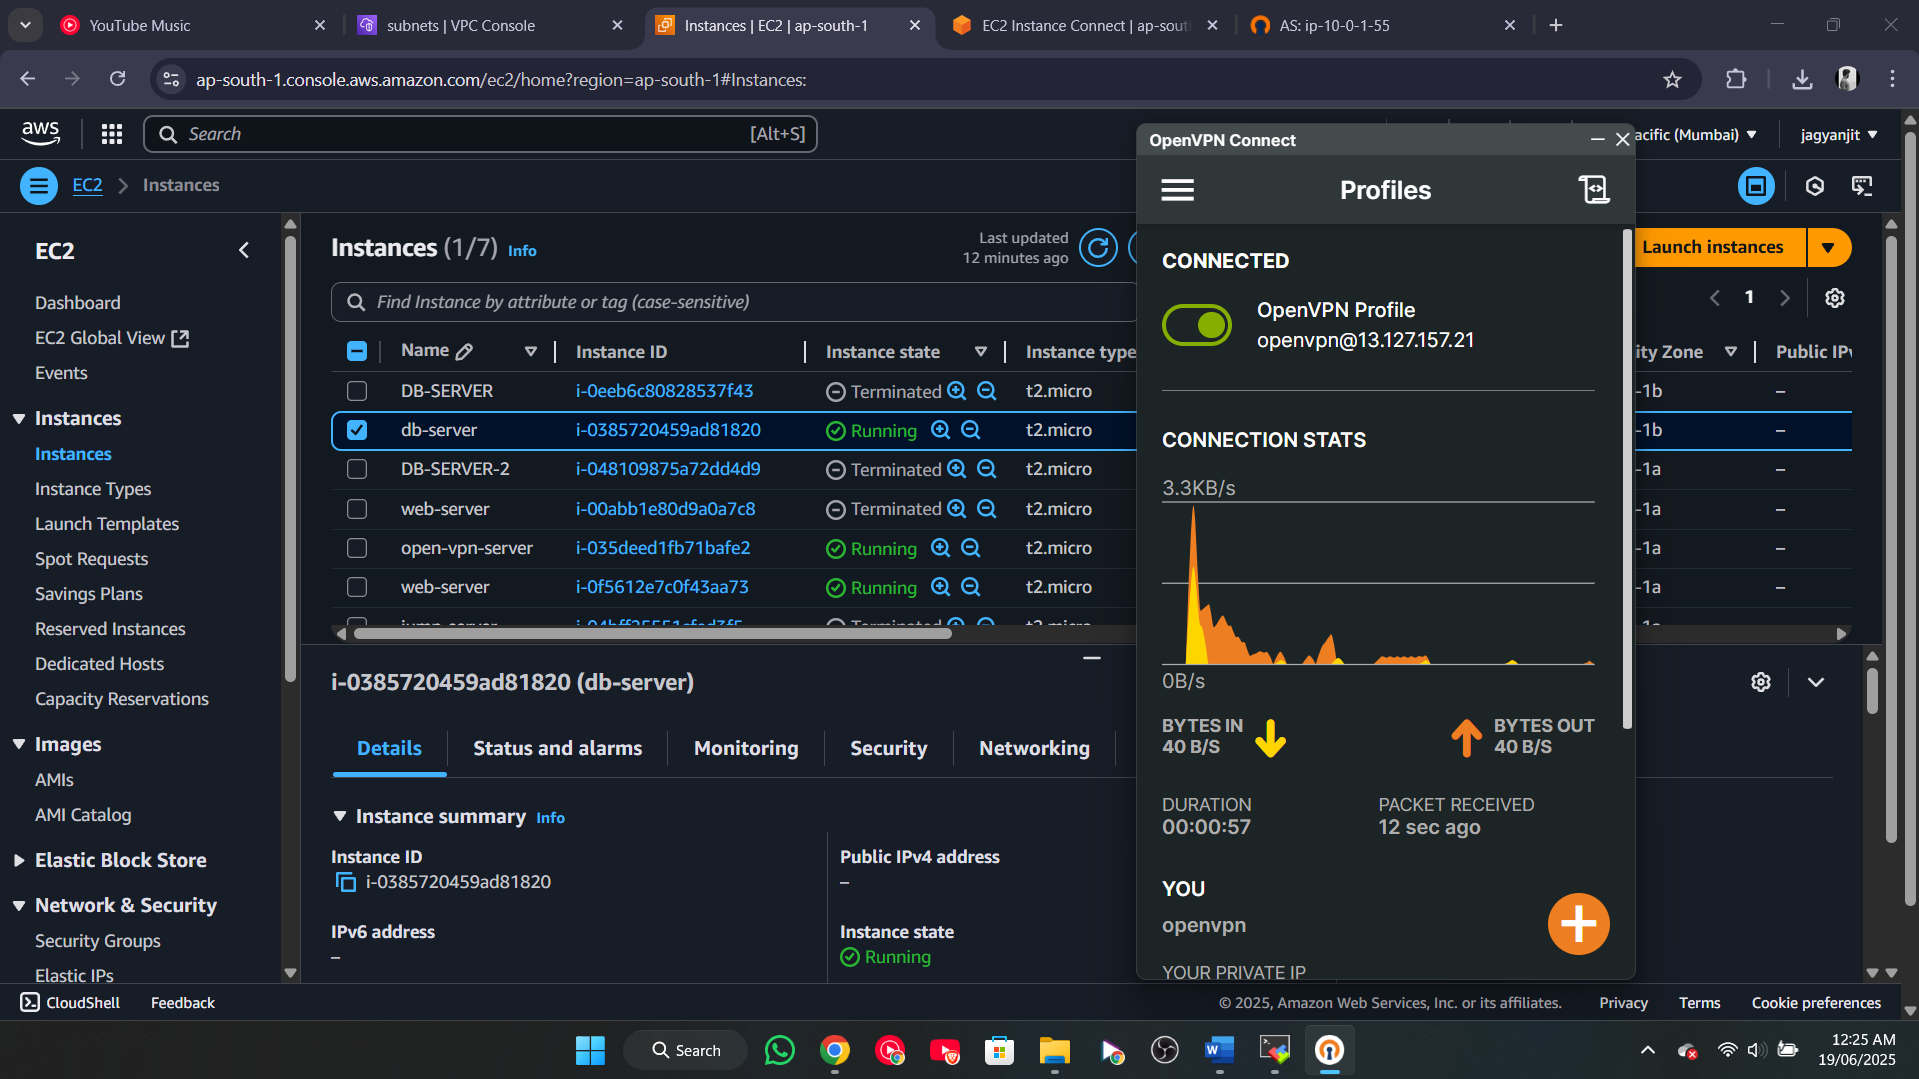 YouTube Music
subnets | VPC Console
Instances | EC2 | ap-south-1
EC2 Instance Connect | ap-sout
AS: ip-10-0-1-55
ap-south-1.console.aws.amazon.com/ec2/home?region=ap-south-1#Instances:
aws
Search
[Alt+S]
acific (Mumbai)
jagyanjit
EC2
Instances
EC2
Dashboard
EC2 Global View
Events
Instances
Instances
Instance Types
Launch Templates
Spot Requests
Savings Plans
Reserved Instances
Dedicated Hosts
Capacity Reservations
Images
AMIs
AMI Catalog
Elastic Block Store
Network & Security
Security Groups
Elastic IPs
Instances (1/7) Info
Last updated
12 minutes ago
Launch instances
Find Instance by attribute or tag (case-sensitive)
1
Name Instance ID Instance state Instance type ity Zone Public IPv
DB-SERVER i-0eeb6c80828537f43 Terminated t2.micro -1b –
db-server i-0385720459ad81820 Running t2.micro -1b –
DB-SERVER-2 i-048109875a72dd4d9 Terminated t2.micro -1a –
web-server i-00abb1e80d9a0a7c8 Terminated t2.micro -1a –
open-vpn-server i-035deed1fb71bafe2 Running t2.micro -1a –
web-server i-0f5612e7c0f43aa73 Running t2.micro -1a –
i-0385720459ad81820 (db-server)
Details
Status and alarms
Monitoring
Security
Networking
Instance summary Info
Instance ID
i-0385720459ad81820
Public IPv4 address
–
IPv6 address
–
Instance state
Running
OpenVPN Connect
Profiles
CONNECTED
OpenVPN Profile
openvpn@13.127.157.21
CONNECTION STATS
3.3KB/s
0B/s
BYTES IN
40 B/S
BYTES OUT
40 B/S
DURATION
00:00:57
PACKET RECEIVED
12 sec ago
YOU
openvpn
YOUR PRIVATE IP
CloudShell
Feedback
© 2025, Amazon Web Services, Inc. or its affiliates.
Privacy
Terms
Cookie preferences
Search
12:25 AM
19/06/2025